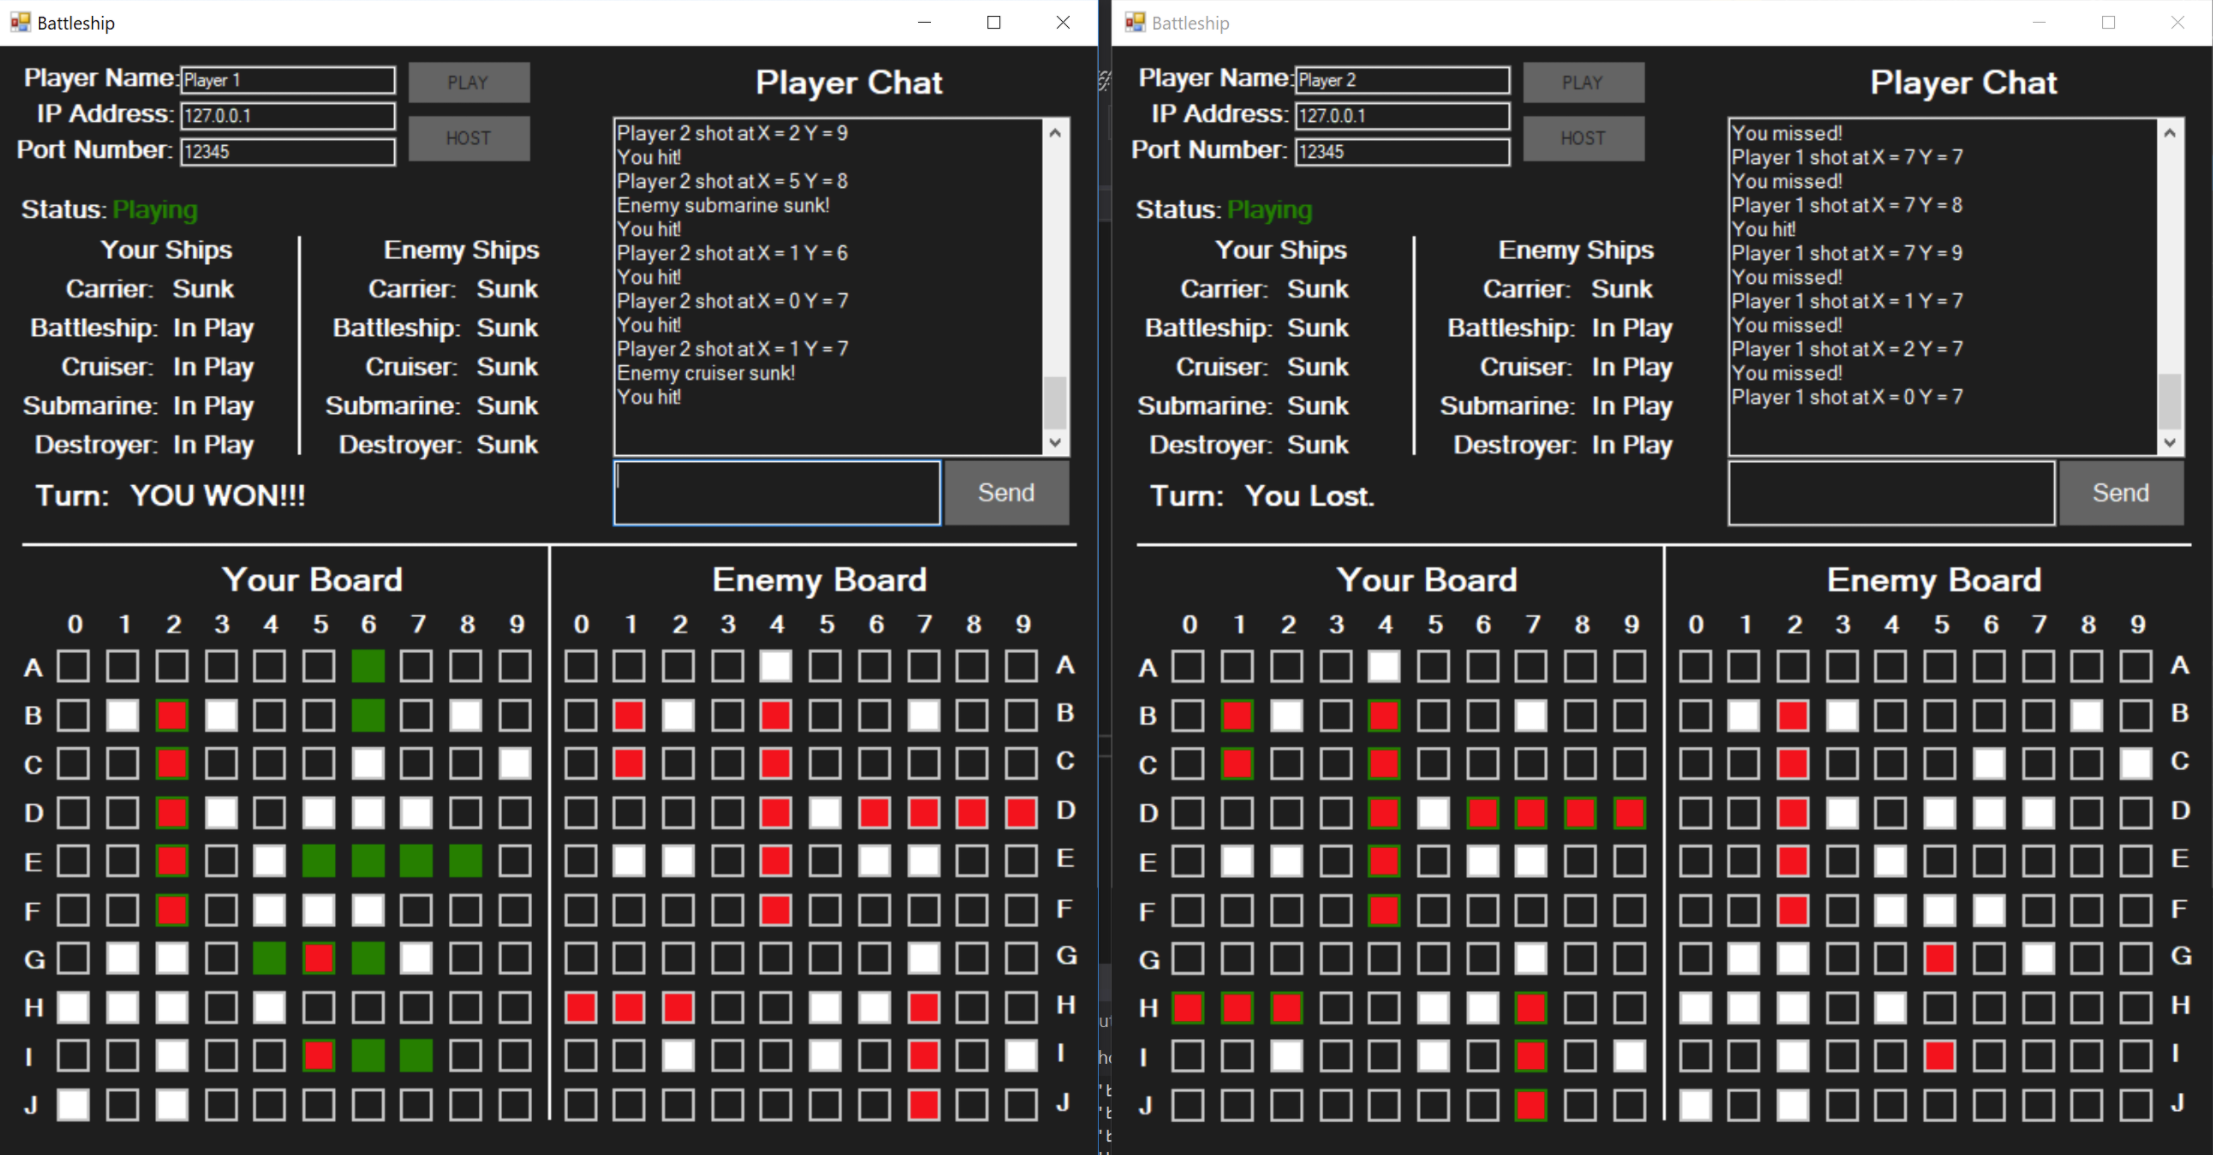 Battleship
Player Name: Player 1
PLAY
IP Address: 127.0.0.1
Port Number: 12345
HOST
Status: Playing
Your Ships Enemy Ships
Carrier: Sunk Carrier: Sunk
Battleship: In Play Battleship: Sunk
Cruiser: In Play Cruiser: Sunk
Submarine: In Play Submarine: Sunk
Destroyer: In Play Destroyer: Sunk
Turn: YOU WON!!!
Player Chat
Player 2 shot at X = 2 Y = 9
You hit!
Player 2 shot at X = 5 Y = 8
Enemy submarine sunk!
You hit!
Player 2 shot at X = 1 Y = 6
You hit!
Player 2 shot at X = 0 Y = 7
You hit!
Player 2 shot at X = 1 Y = 7
Enemy cruiser sunk!
You hit!
Send
Your Board Enemy Board
0 1 2 3 4 5 6 7 8 9 0 1 2 3 4 5 6 7 8 9
A A
B B
C C
D D
E E
F F
G G
H H
I I
J J
Battleship
Player Name: Player 2
PLAY
IP Address: 127.0.0.1
Port Number: 12345
HOST
Status: Playing
Your Ships Enemy Ships
Carrier: Sunk Carrier: Sunk
Battleship: Sunk Battleship: In Play
Cruiser: Sunk Cruiser: In Play
Submarine: Sunk Submarine: In Play
Destroyer: Sunk Destroyer: In Play
Turn: You Lost.
Player Chat
You missed!
Player 1 shot at X = 7 Y = 7
You missed!
Player 1 shot at X = 7 Y = 8
You hit!
Player 1 shot at X = 7 Y = 9
You missed!
Player 1 shot at X = 1 Y = 7
You missed!
Player 1 shot at X = 2 Y = 7
You missed!
Player 1 shot at X = 0 Y = 7
Send
Your Board Enemy Board
0 1 2 3 4 5 6 7 8 9 0 1 2 3 4 5 6 7 8 9
A A
B B
C C
D D
E E
F F
G G
H H
I I
J J